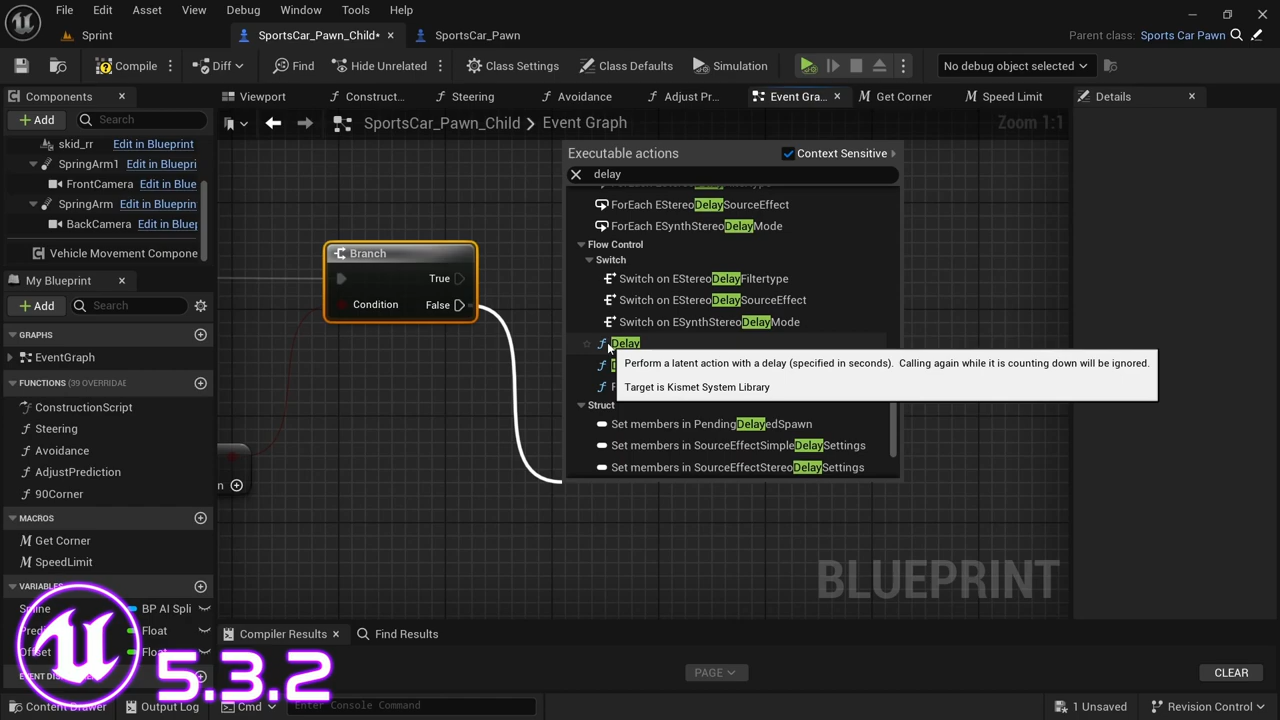 File Edit Asset View Debug Window Tools Help
Sprint SportsCar_Pawn_Child* SportsCar_Pawn Parent class: Sports Car Pawn
Compile Diff Find Hide Unrelated Class Settings Class Defaults Simulation No debug object selected
Components Viewport Construct... Steering Avoidance Adjust Pr... Event Gra... Get Corner Speed Limit Details
Add Search SportsCar_Pawn_Child > Event Graph Zoom 1:1
skid_rr Edit in Blueprint
SpringArm1 Edit in Bluepri
FrontCamera Edit in Blue
SpringArm Edit in Blueprin
BackCamera Edit in Bluej
Vehicle Movement Compone
My Blueprint
Add Search
GRAPHS
EventGraph
FUNCTIONS (39 OVERRIDAB
ConstructionScript
Steering
Avoidance
AdjustPrediction
90Corner
MACROS
Get Corner
SpeedLimit
VARIABLES
Spline BP AI Spli
Float
Offset Float
Branch
True
Condition False
Executable actions Context Sensitive
delay
ForEach EStereoDelayFiltertype
ForEach EStereoDelaySourceEffect
ForEach ESynthStereoDelayMode
Flow Control
Switch
Switch on EStereoDelayFiltertype
Switch on EStereoDelaySourceEffect
Switch on ESynthStereoDelayMode
Delay
Perform a latent action with a delay (specified in seconds). Calling again while it is counting down will be ignored.
Target is Kismet System Library
Struct
Set members in PendingDelayedSpawn
Set members in SourceEffectSimpleDelaySettings
Set members in SourceEffectStereoDelaySettings
BLUEPRINT
Compiler Results Find Results
PAGE CLEAR
5.3.2
Content Drawer Output Log Cmd Enter Console Command 1 Unsaved Revision Control